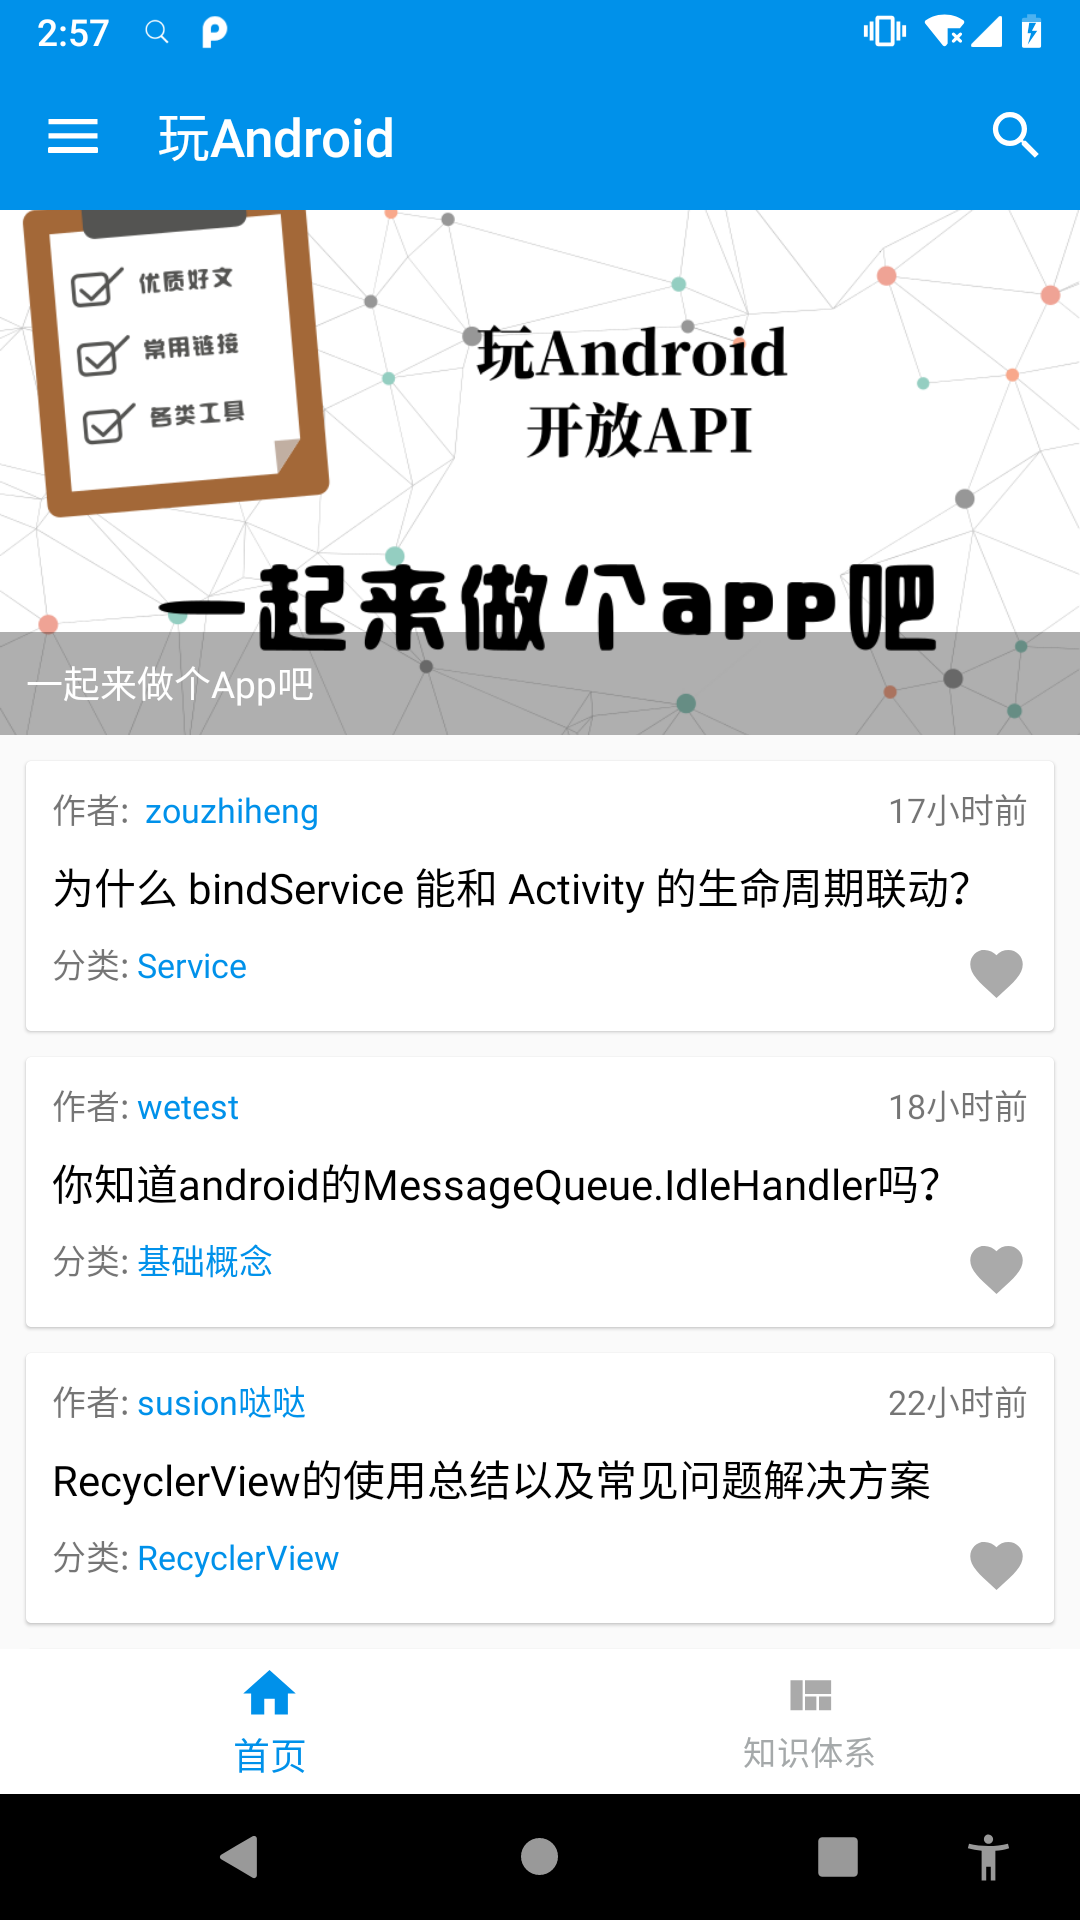 2:57
玩Android
优质好文
常用链接
各类工具
玩Android
开放API
一起来做个app吧
一起来做个App吧
作者: zouzhiheng 17小时前
为什么 bindService 能和 Activity 的生命周期联动?
分类: Service
作者: wetest 18小时前
你知道android的MessageQueue.IdleHandler吗?
分类: 基础概念
作者: susion哒哒 22小时前
RecyclerView的使用总结以及常见问题解决方案
分类: RecyclerView
首页 知识体系